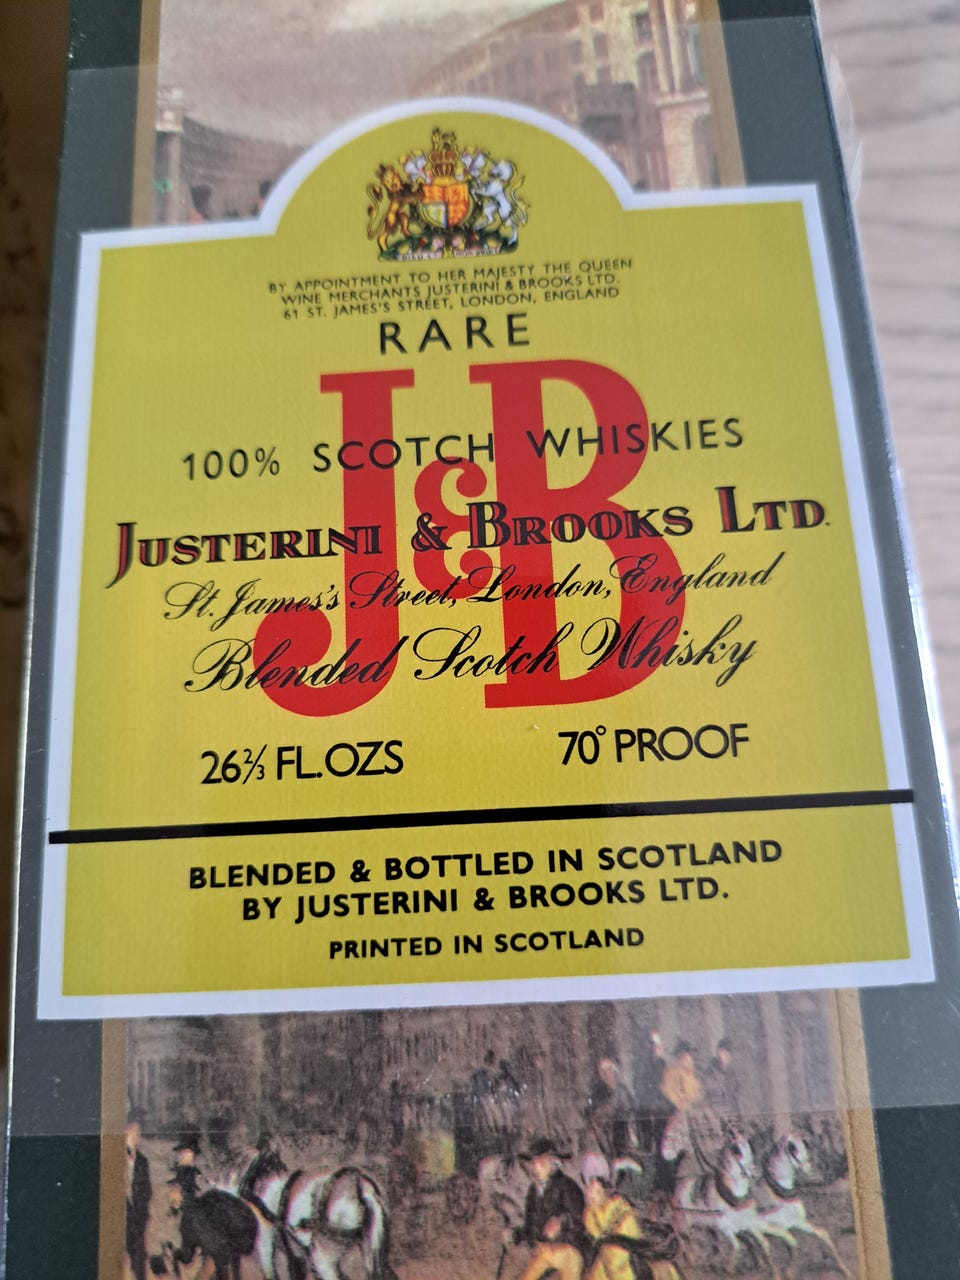 BY APPOINTMENT TO HER MAJESTY THE QUEEN
WINE MERCHANTS JUSTERINI & BROOKS LTD.
61 ST. JAMES'S STREET, LONDON, ENGLAND
RARE
J&B
100% SCOTCH WHISKIES
JUSTERINI & BROOKS LTD.
St. James's Street, London, England
Blended Scotch Whisky
26⅔ FL.OZS 70° PROOF
BLENDED & BOTTLED IN SCOTLAND
BY JUSTERINI & BROOKS LTD.
PRINTED IN SCOTLAND